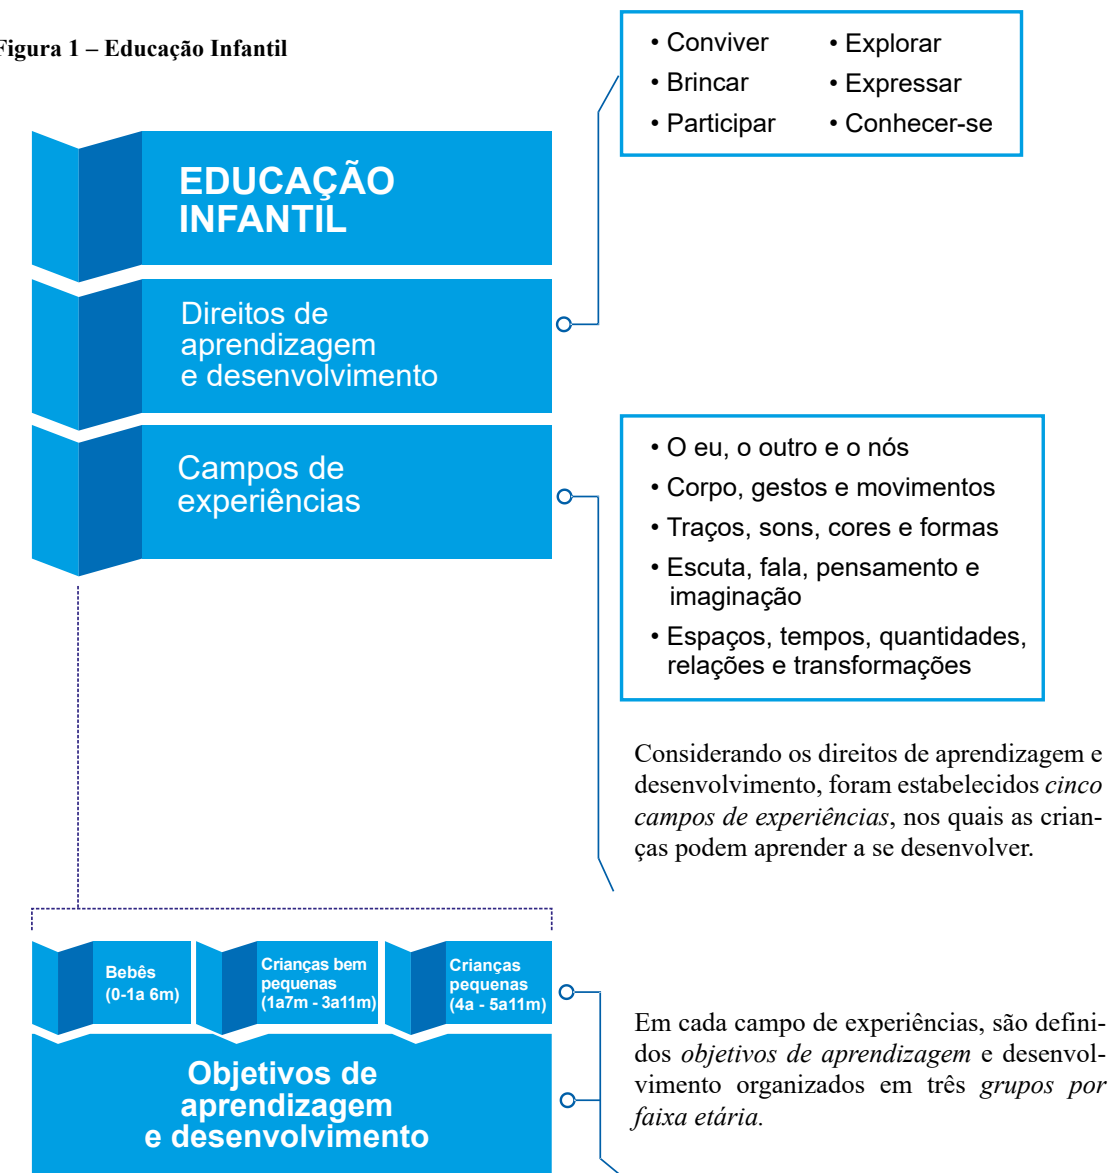 Figura 1 – Educação Infantil
• Conviver
• Brincar
• Participar
• Explorar
• Expressar
• Conhecer-se
EDUCAÇÃO
INFANTIL
Direitos de
aprendizagem
e desenvolvimento
Campos de
experiências
• O eu, o outro e o nós
• Corpo, gestos e movimentos
• Traços, sons, cores e formas
• Escuta, fala, pensamento e
imaginação
• Espaços, tempos, quantidades,
relações e transformações
Considerando os direitos de aprendizagem e
desenvolvimento, foram estabelecidos cinco
campos de experiências, nos quais as crian-
ças podem aprender a se desenvolver.
Bebês
(0-1a 6m)
Crianças bem
pequenas
(1a7m - 3a11m)
Crianças
pequenas
(4a - 5a11m)
Em cada campo de experiências, são defini-
dos objetivos de aprendizagem e desenvol-
vimento organizados em três grupos por
faixa etária.
Objetivos de
aprendizagem
e desenvolvimento